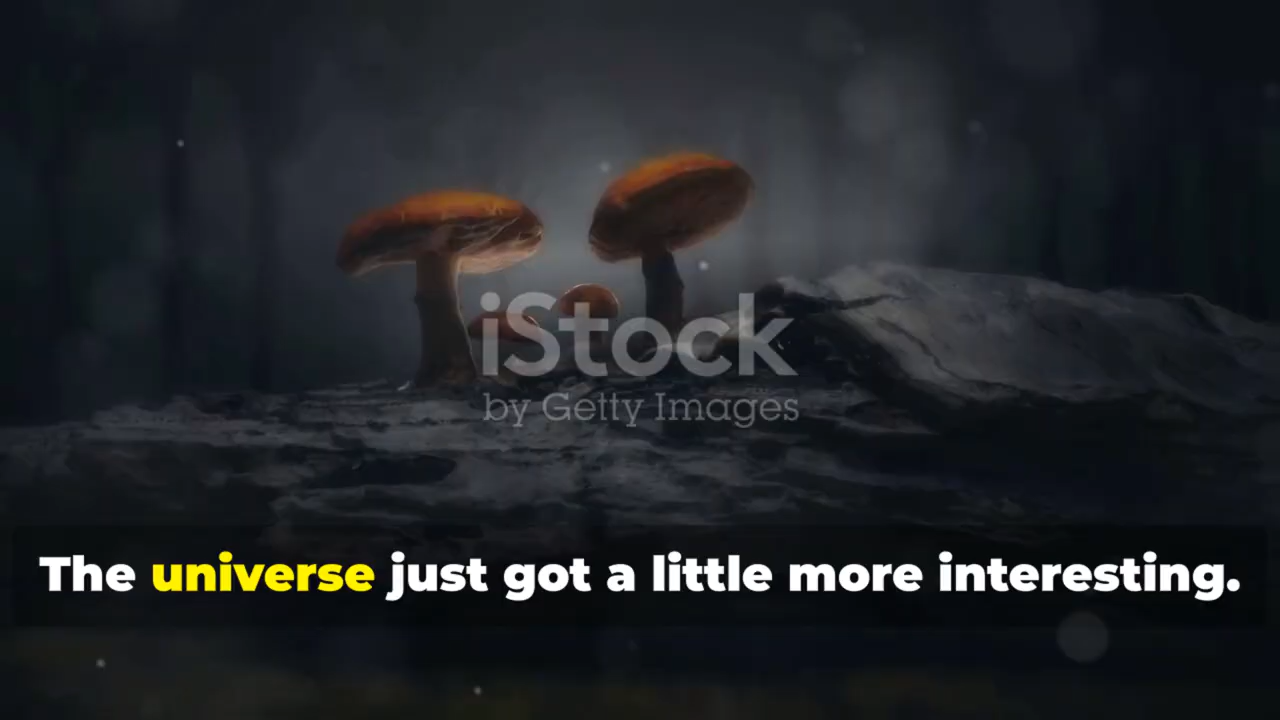 iStock
by Getty Images
The universe just got a little more interesting.